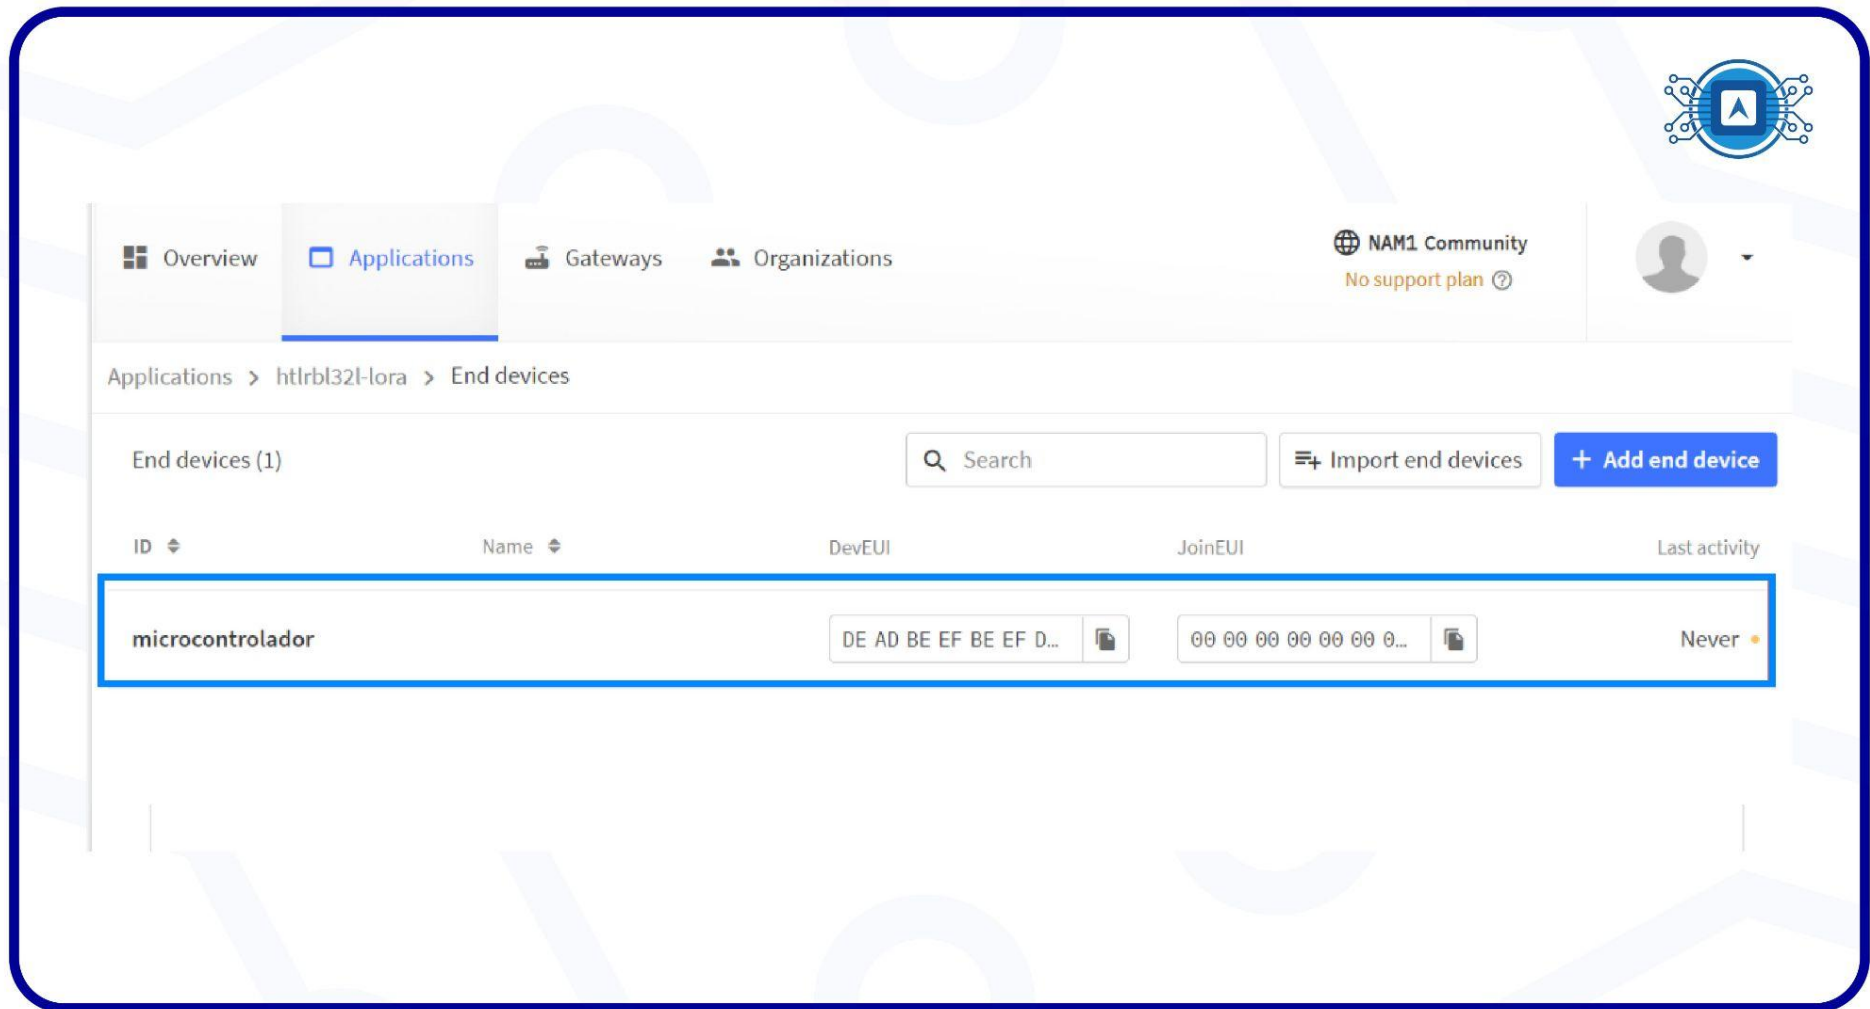 Overview Applications Gateways Organizations
NAM1 Community
No support plan
Applications > htlrbl32l-lora > End devices
End devices (1) Search Import end devices + Add end device
ID Name DevEUI JoinEUI Last activity
microcontrolador DE AD BE EF BE EF D... 00 00 00 00 00 00 0... Never